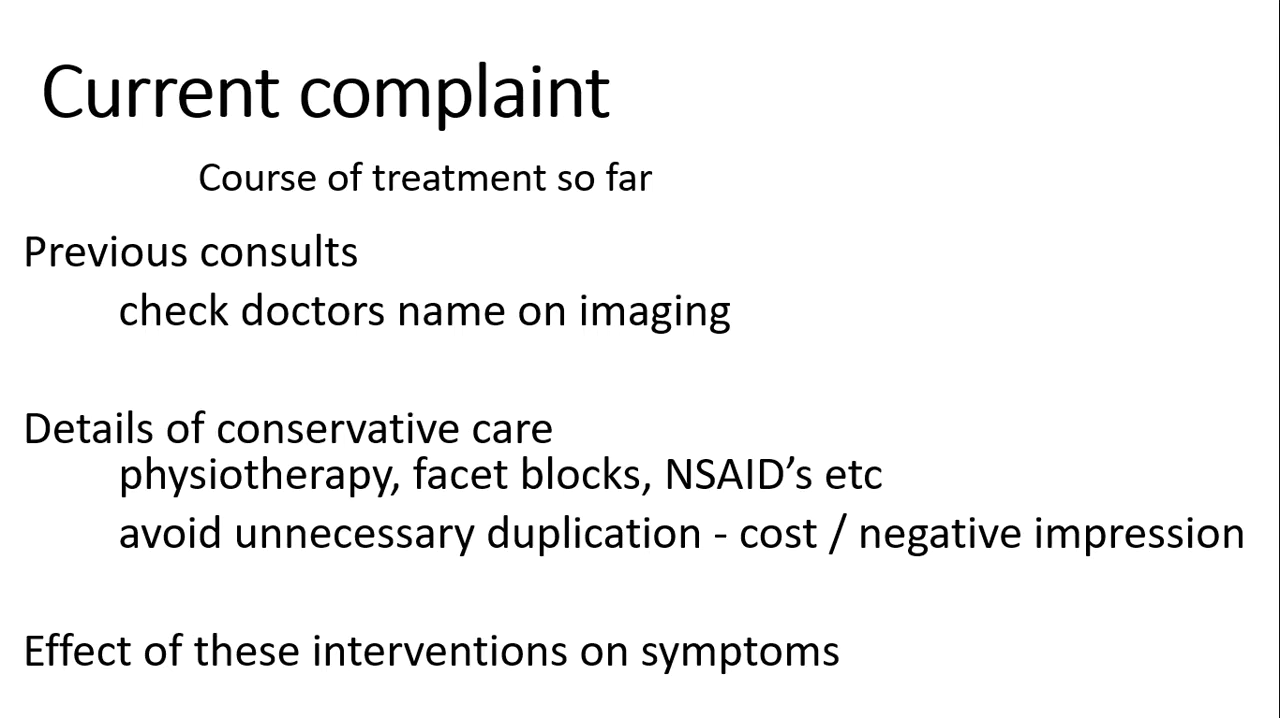 Current complaint
Course of treatment so far
Previous consults
check doctors name on imaging
Details of conservative care
physiotherapy, facet blocks, NSAID’s etc
avoid unnecessary duplication - cost / negative impression
Effect of these interventions on symptoms